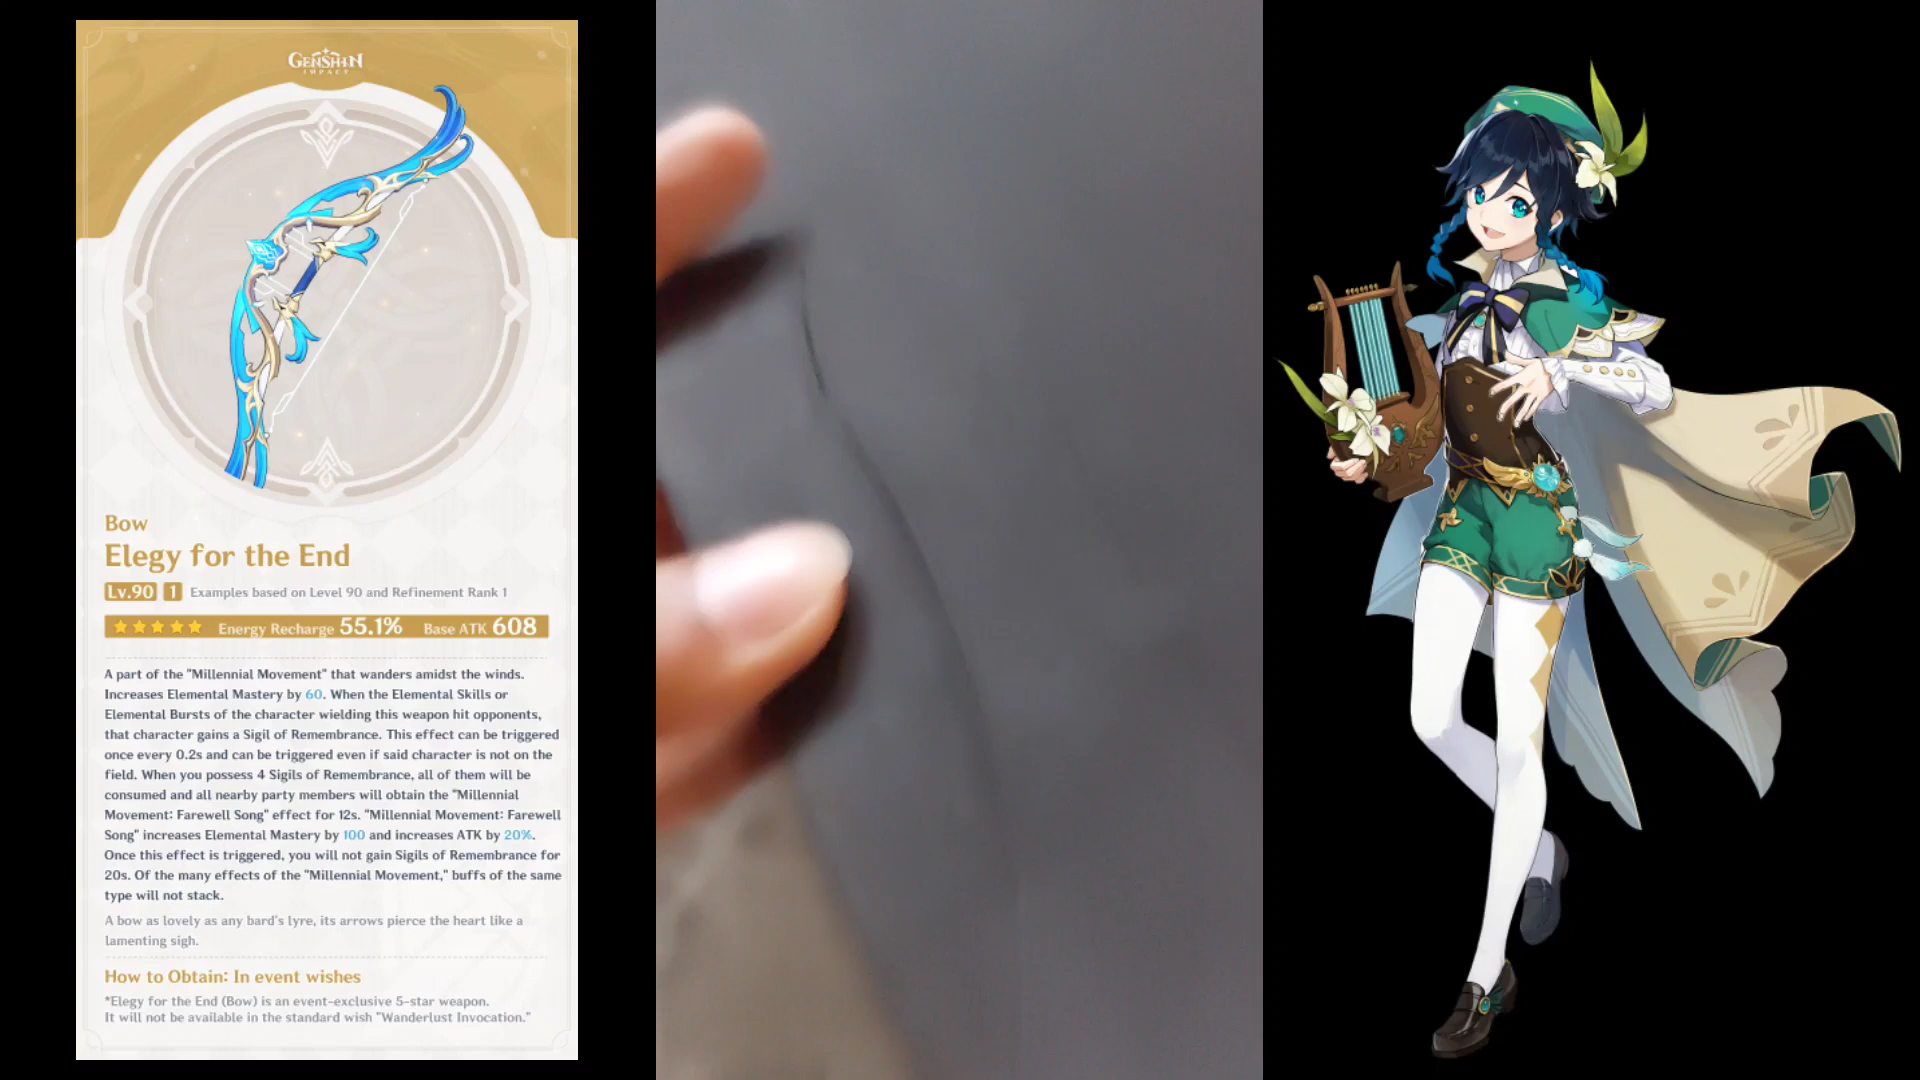 GENSHIN
IMPACT
Bow
Elegy for the End
Lv.90 1 Examples based on Level 90 and Refinement Rank 1
Energy Recharge 55.1% Base ATK 608
A part of the "Millennial Movement" that wanders amidst the winds.
Increases Elemental Mastery by 60. When the Elemental Skills or
Elemental Bursts of the character wielding this weapon hit opponents,
that character gains a Sigil of Remembrance. This effect can be triggered
once every 0.2s and can be triggered even if said character is not on the
field. When you possess 4 Sigils of Remembrance, all of them will be
consumed and all nearby party members will obtain the "Millennial
Movement: Farewell Song" effect for 12s. "Millennial Movement: Farewell
Song" increases Elemental Mastery by 100 and increases ATK by 20%.
Once this effect is triggered, you will not gain Sigils of Remembrance for
20s. Of the many effects of the "Millennial Movement," buffs of the same
type will not stack.
A bow as lovely as any bard's lyre, its arrows pierce the heart like a
lamenting sigh.
How to Obtain: In event wishes
*Elegy for the End (Bow) is an event-exclusive 5-star weapon.
It will not be available in the standard wish "Wanderlust Invocation."